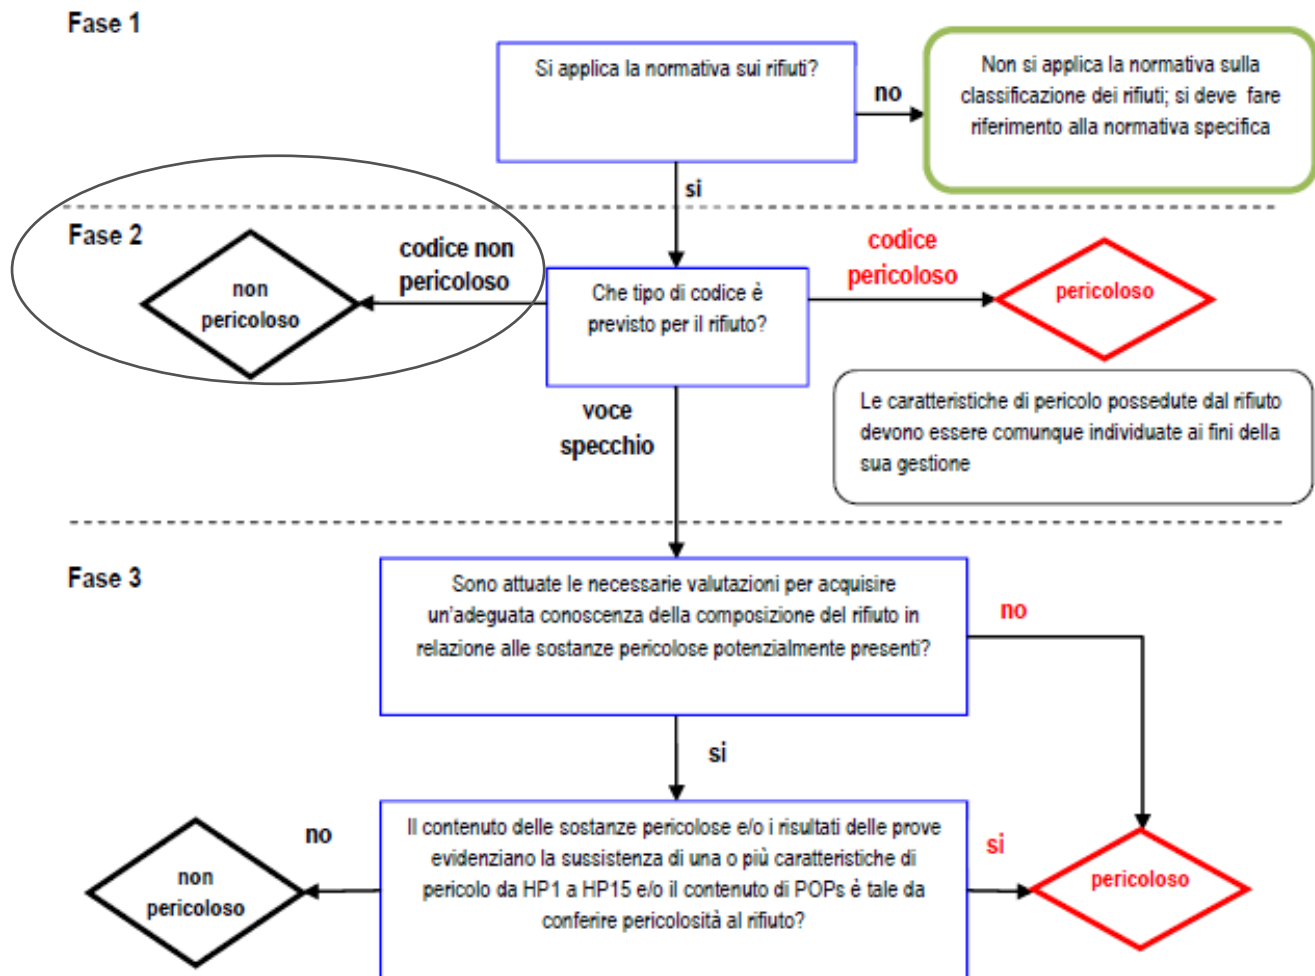 Fase 1
Si applica la normativa sui rifiuti?
no
Non si applica la normativa sulla
classificazione dei rifiuti; si deve fare
riferimento alla normativa specifica
si
Fase 2
non
pericoloso
codice non
pericoloso
Che tipo di codice è
previsto per il rifiuto?
codice
pericoloso
pericoloso
Le caratteristiche di pericolo possedute dal rifiuto
devono essere comunque individuate ai fini della
sua gestione
voce
specchio
Fase 3
Sono attuate le necessarie valutazioni per acquisire
un'adeguata conoscenza della composizione del rifiuto in
relazione alle sostanze pericolose potenzialmente presenti?
no
si
non
pericoloso
no
Il contenuto delle sostanze pericolose e/o i risultati delle prove
evidenziano la sussistenza di una o più caratteristiche di
pericolo da HP1 a HP15 e/o il contenuto di POPs è tale da
conferire pericolosità al rifiuto?
si
pericoloso